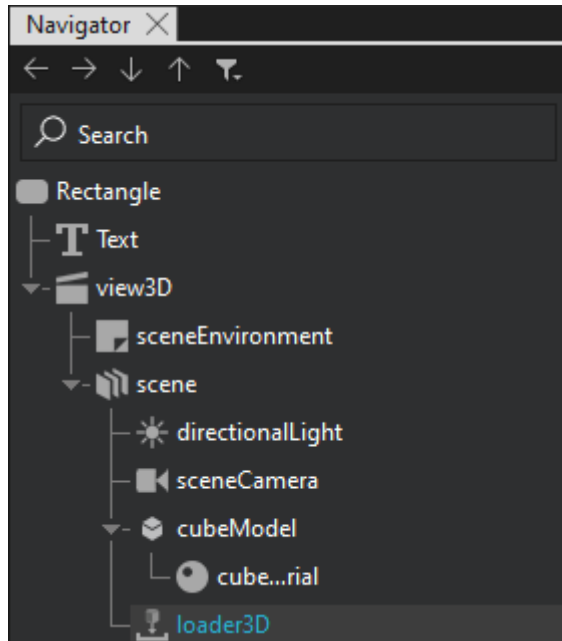 Navigator
Search
Rectangle
Text
view3D
sceneEnvironment
scene
directionalLight
sceneCamera
cubeModel
cube...rial
loader3D